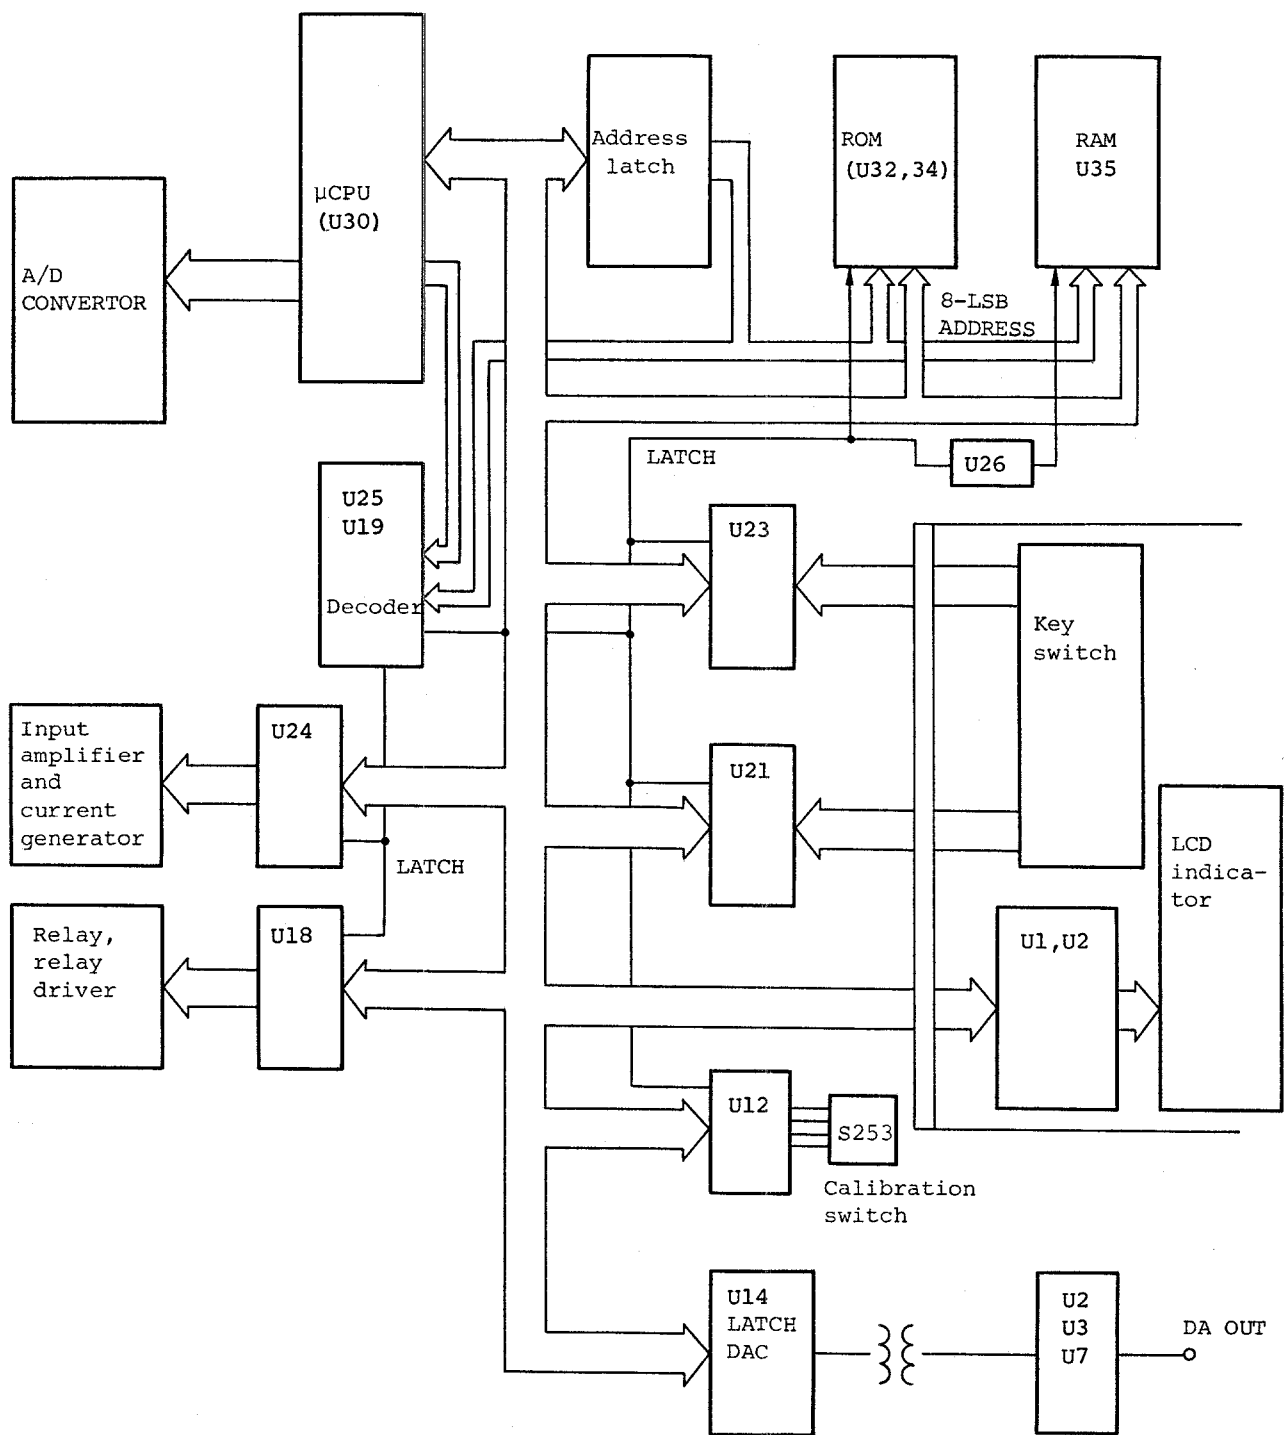 Address
latch
ROM
(U32,34)
RAM
U35
μCPU
(U30)
A/D
CONVERTOR
8-LSB
ADDRESS
LATCH
U26
U25
U19
Decoder
U23
Key
switch
Input
amplifier
and
current
generator
U24
U21
LATCH
LCD
indica-
tor
Relay,
relay
driver
U18
U1,U2
U12
S253
Calibration
switch
U14
LATCH
DAC
U2
U3
U7
DA OUT